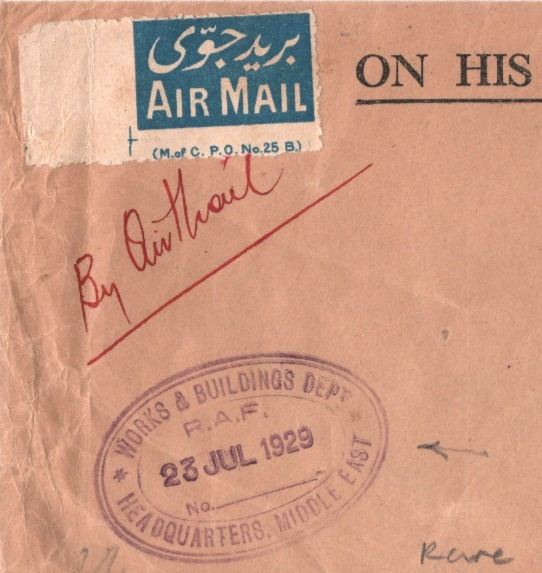 بريد جوّى
AIR MAIL
(M.of C. P.O. No.25 B.)
ON HIS
By Air Mail
WORKS & BUILDINGS DEPT
R.A.F.
23 JUL 1929
No.
HEADQUARTERS, MIDDLE EAST
Rare